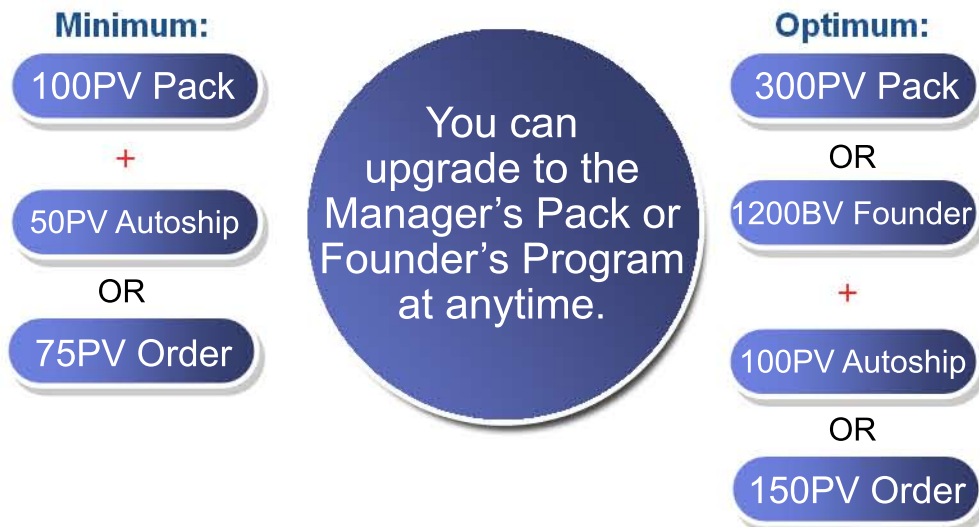 Minimum:
100PV Pack
+
50PV Autoship
OR
75PV Order
You can
upgrade to the
Manager's Pack or
Founder's Program
at anytime.
Optimum:
300PV Pack
OR
1200BV Founder
+
100PV Autoship
OR
150PV Order